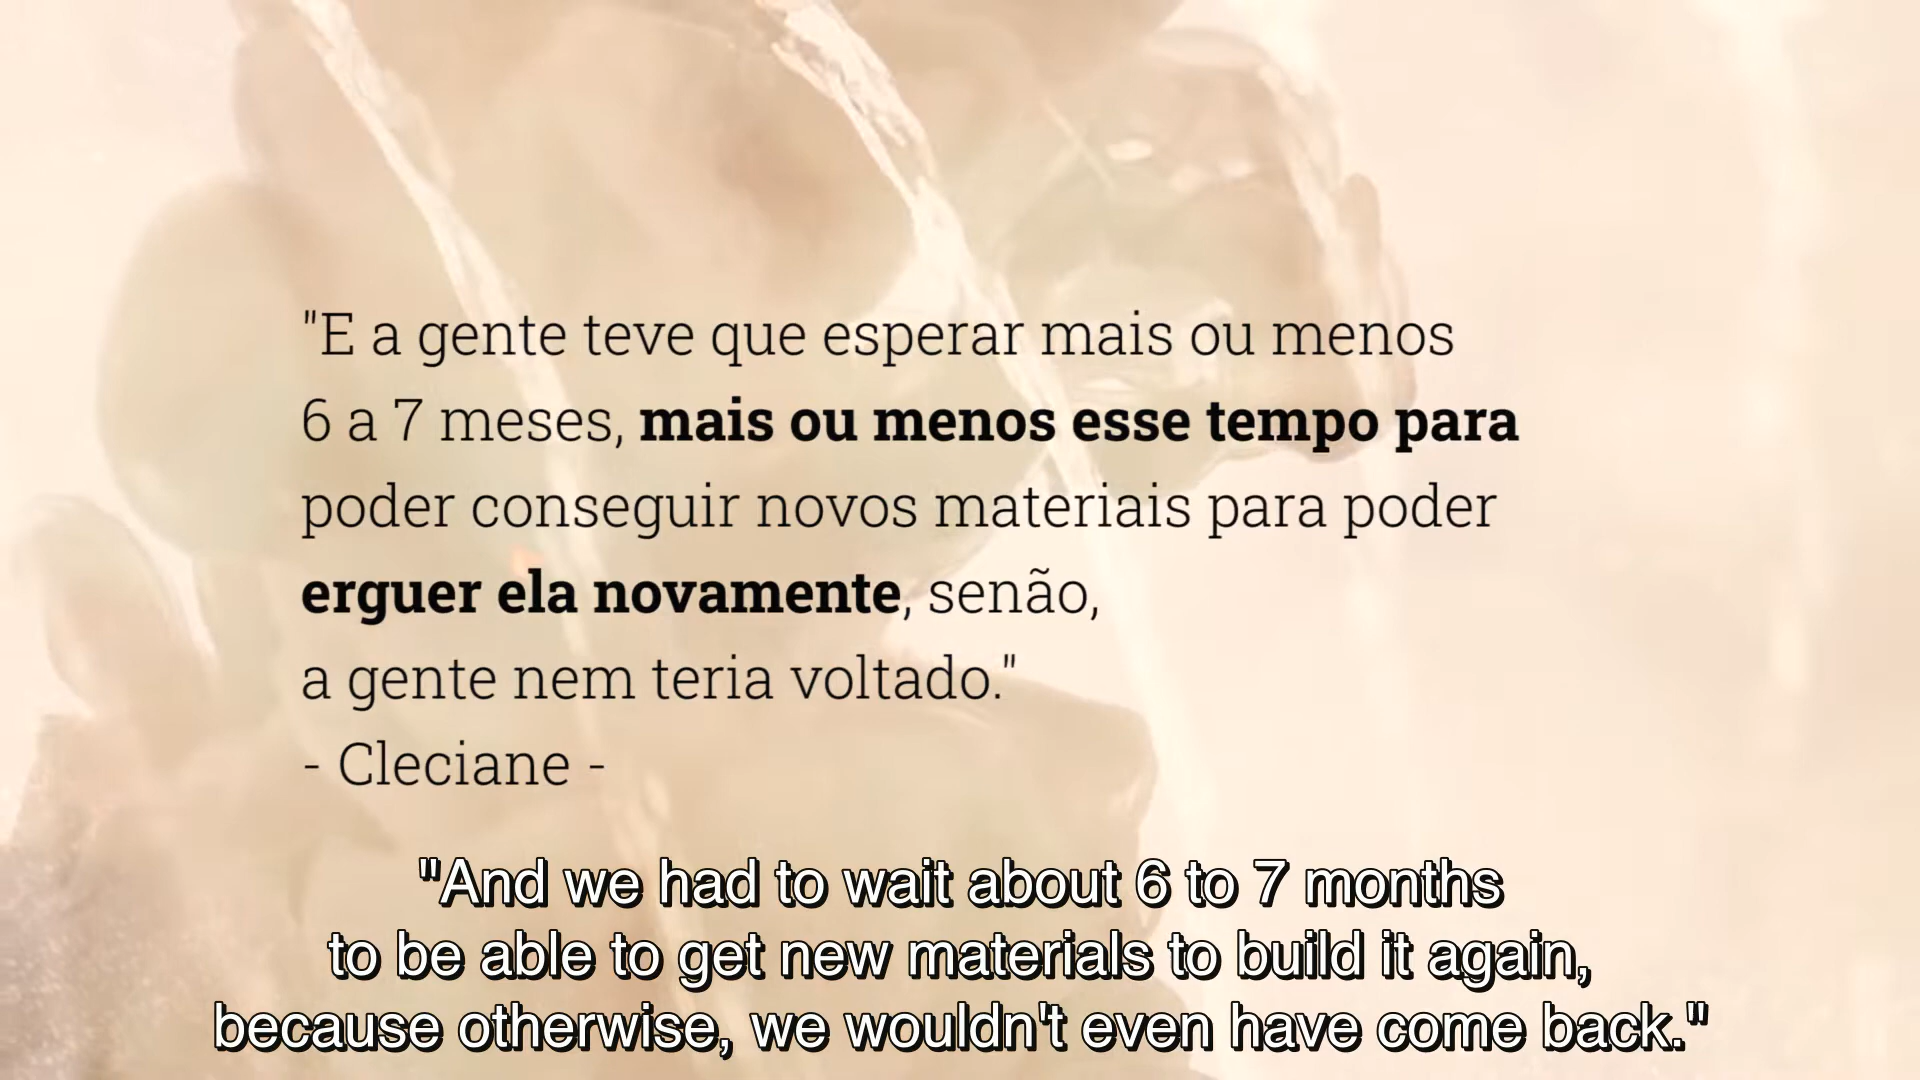 "E a gente teve que esperar mais ou menos
6 a 7 meses, mais ou menos esse tempo para
poder conseguir novos materiais para poder
erguer ela novamente, senão,
a gente nem teria voltado."
- Cleciane -
"And we had to wait about 6 to 7 months
to be able to get new materials to build it again,
because otherwise, we wouldn't even have come back."